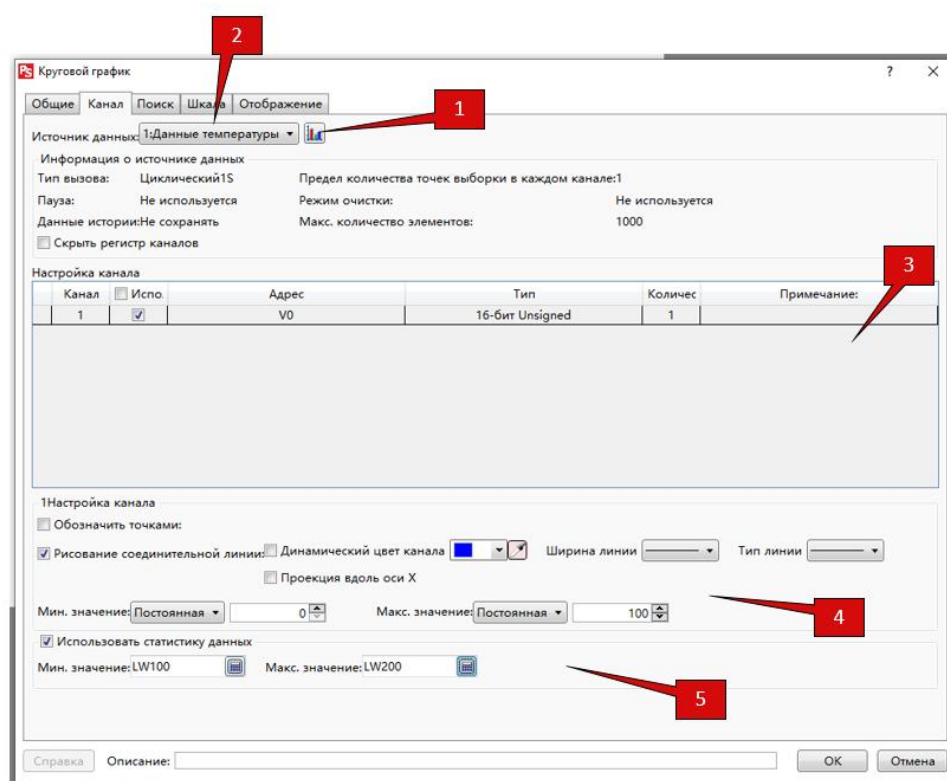 2
Круговой график
? ×
Общие Канал Поиск Шкала Отображение
1
Источник данных: 1:Данные температуры
Информация о источнике данных
Тип вызова: Циклический1S Предел количества точек выборки в каждом канале:1
Пауза: Не используется Режим очистки: Не используется
Данные истории:Не сохранять Макс. количество элементов: 1000
Скрыть регистр каналов
3
Настройка канала
Канал Испо. Адрес Тип Количес Примечание:
1 V0 16-бит Unsigned 1
1Настройка канала
Обозначить точками:
Рисование соединительной линии: Динамический цвет канала Ширина линии Тип линии
Проекция вдоль оси X
Мин. значение: Постоянная 0 Макс. значение: Постоянная 100
4
Использовать статистику данных
Мин. значение: LW100 Макс. значение: LW200
5
Справка Описание: OK Отмена